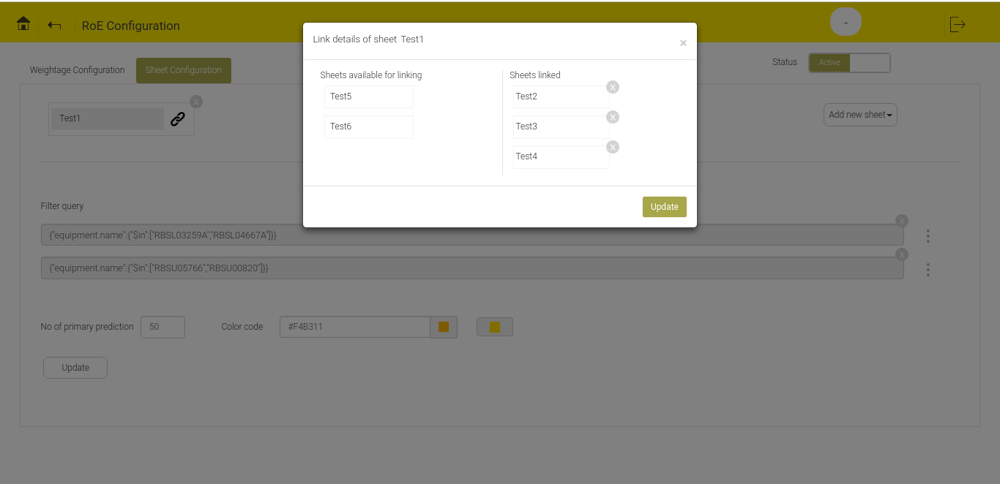 RoE Configuration
-
Link details of sheet Test1
×
Weightage Configuration
Sheet Configuration
Status
Active
Sheets available for linking
Test5
Test6
Sheets linked
Test2
X
Test3
X
Test4
X
Update
Test1
X
Add new sheet
Filter query
{"equipment.name":{"$in":["RBSL03259A","RBSL04667A"]}}
X
{"equipment.name":{"$in":["RBSU05766","RBSU00820"]}}
X
No of primary prediction
50
Color code
#F4B311
Update